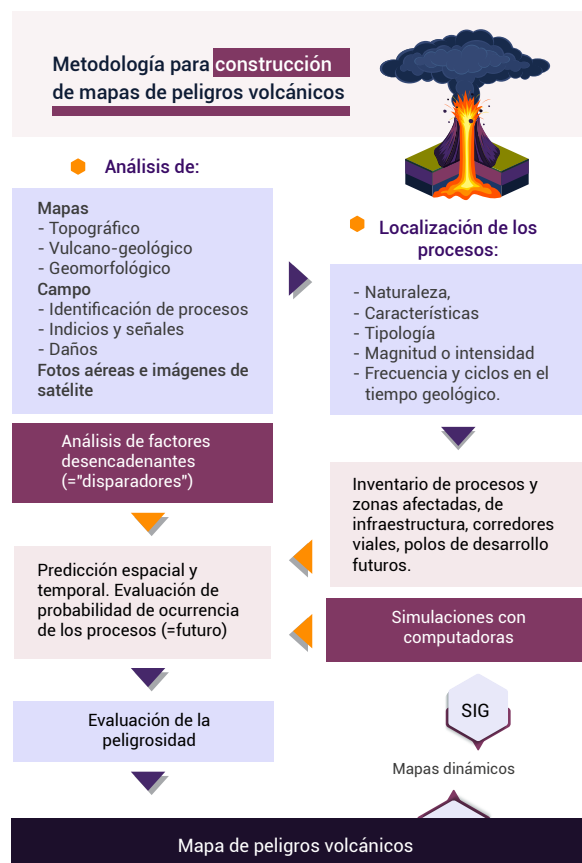 Metodología para construcción
de mapas de peligros volcánicos
Análisis de:
Mapas
- Topográfico
- Vulcano-geológico
- Geomorfológico
Campo
- Identificación de procesos
- Indicios y señales
- Daños
Fotos aéreas e imágenes de
satélite
Localización de los
procesos:
- Naturaleza,
- Características
- Tipología
- Magnitud o intensidad
- Frecuencia y ciclos en el
tiempo geológico.
Análisis de factores
desencadenantes
(="disparadores")
Inventario de procesos y
zonas afectadas, de
infraestructura, corredores
viales, polos de desarrollo
futuros.
Predicción espacial y
temporal. Evaluación de
probabilidad de ocurrencia
de los procesos (=futuro)
Simulaciones con
computadoras
Evaluación de la
peligrosidad
SIG
Mapas dinámicos
Mapa de peligros volcánicos